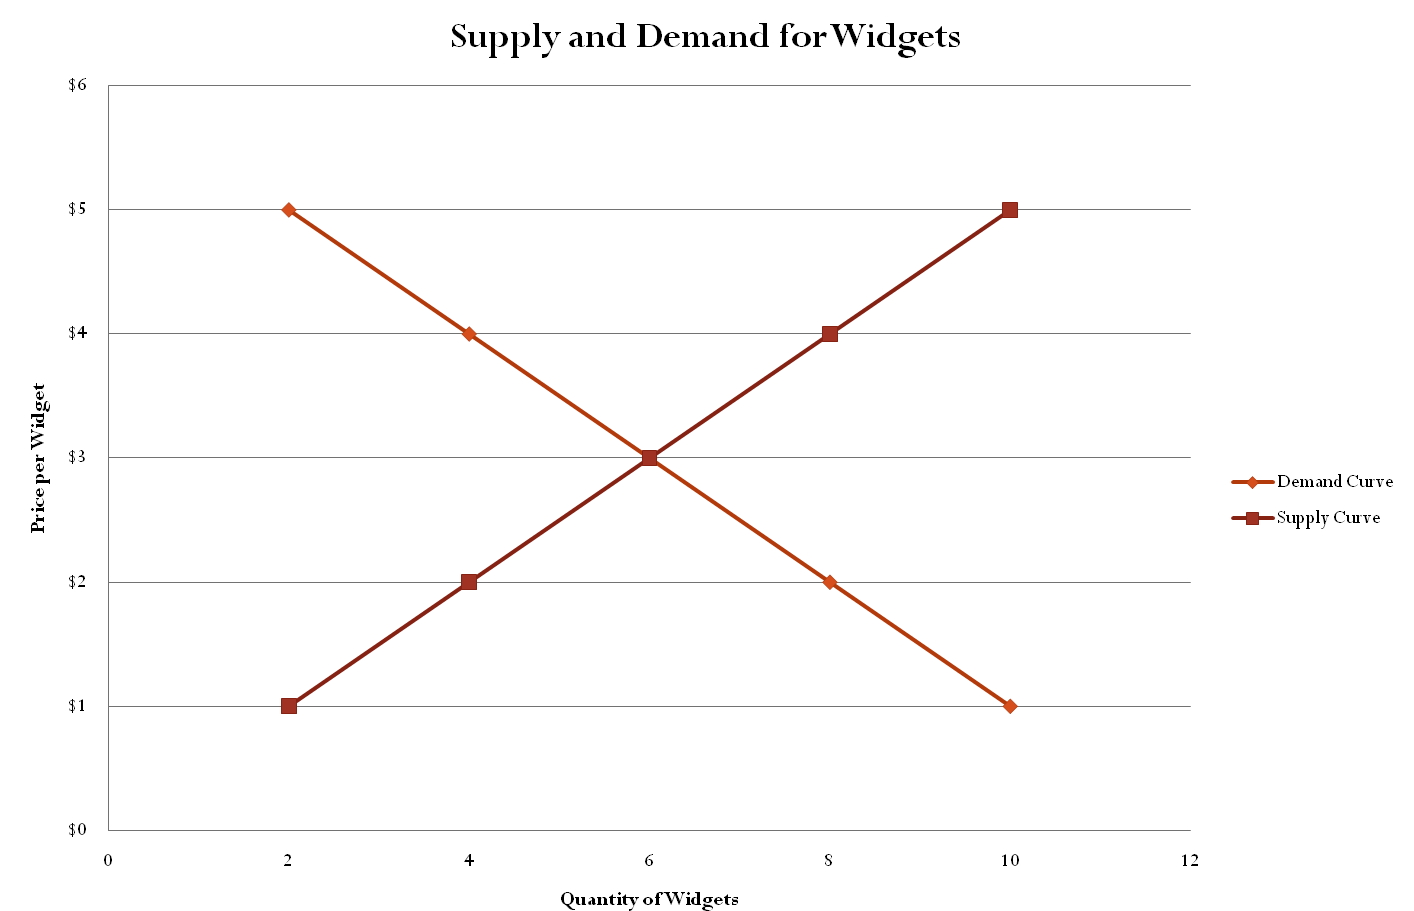 Supply and Demand for Widgets
$6
$5
$4
$3
$2
$1
$0
Price per Widget
0 2 4 6 8 10 12
Quantity of Widgets
Demand Curve
Supply Curve